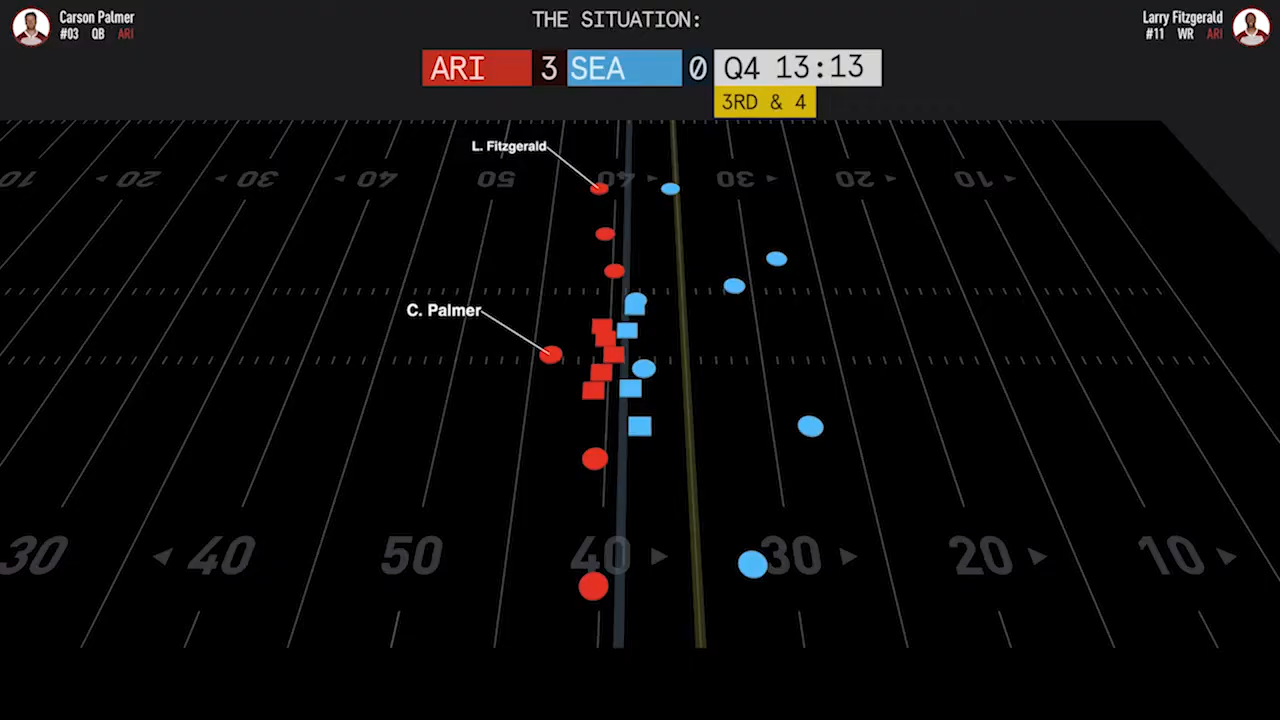 Carson Palmer
#03 QB ARI
THE SITUATION:
Larry Fitzgerald
#11 WR ARI
ARI 3 SEA 0 Q4 13:13
3RD & 4
L. Fitzgerald
10 20 30 40 50 40 30 20 10
C. Palmer
30 40 50 40 30 20 10